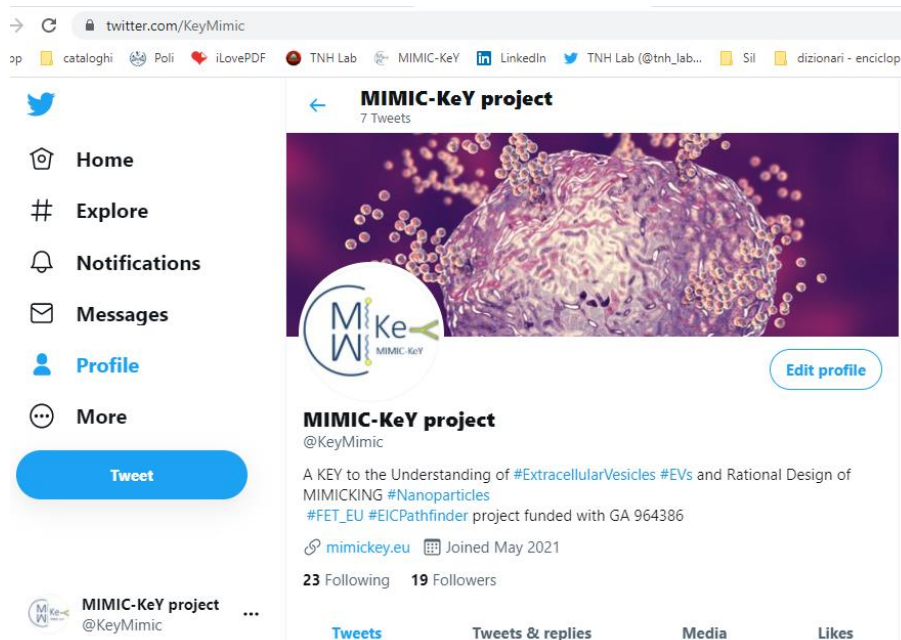 twitter.com/KeyMimic
op cataloghi Poli iLovePDF TNH Lab MIMIC-KeY LinkedIn TNH Lab (@tnh_lab... Sil dizionari - enciclop
MIMIC-KeY project
7 Tweets
Home
Explore
Notifications
Messages
Profile
More
Tweet
MIMIC-KeY project
@KeyMimic
MiMi KeY
MIMIC-KeY
Edit profile
MIMIC-KeY project
@KeyMimic
A KEY to the Understanding of #ExtracellularVesicles #EVs and Rational Design of
MIMICKING #Nanoparticles
#FET_EU #EICPathfinder project funded with GA 964386
mimickey.eu Joined May 2021
23 Following 19 Followers
Tweets Tweets & replies Media Likes